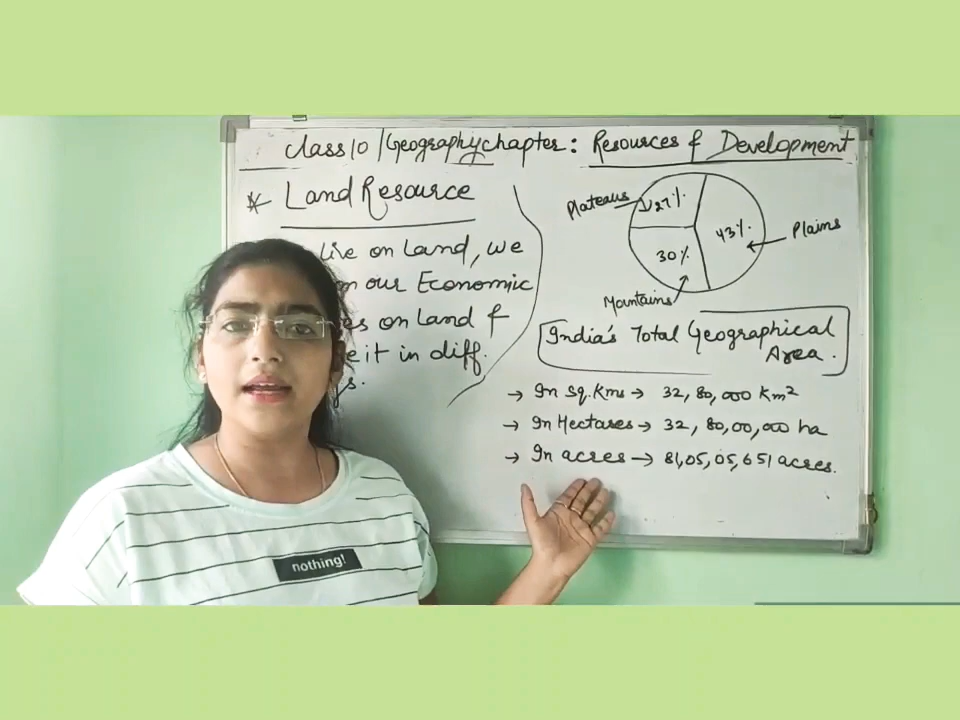 Class 10 / Geography chapter : Resources & Development
* Land Resource
live on Land, we
our Economic
on Land &
it in diff.
Plateaus
27%
43%
30%
Plains
Mountains
India's Total Geographical
Area.
→ In Sq. Kms → 32,80,000 Km²
→ In Hectares → 32,80,00,000 ha
→ In acres → 81,05,05,651 acres.
nothing!